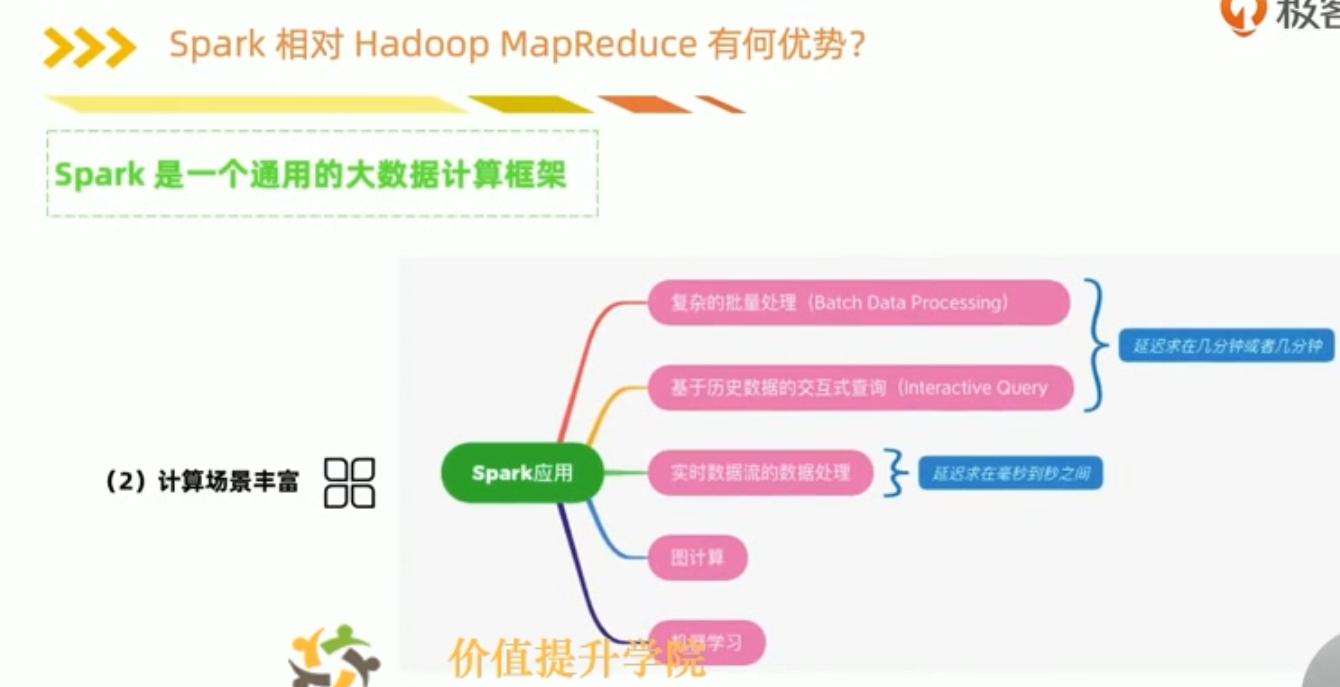 Spark 相对 Hadoop MapReduce 有何优势?
极客
Spark 是一个通用的大数据计算框架
复杂的批量处理（Batch Data Processing）
延迟求在几分钟或者几分钟
基于历史数据的交互式查询（Interactive Query
（2）计算场景丰富
Spark应用
实时数据流的数据处理
延迟求在毫秒到秒之间
图计算
机器学习
价值提升学院